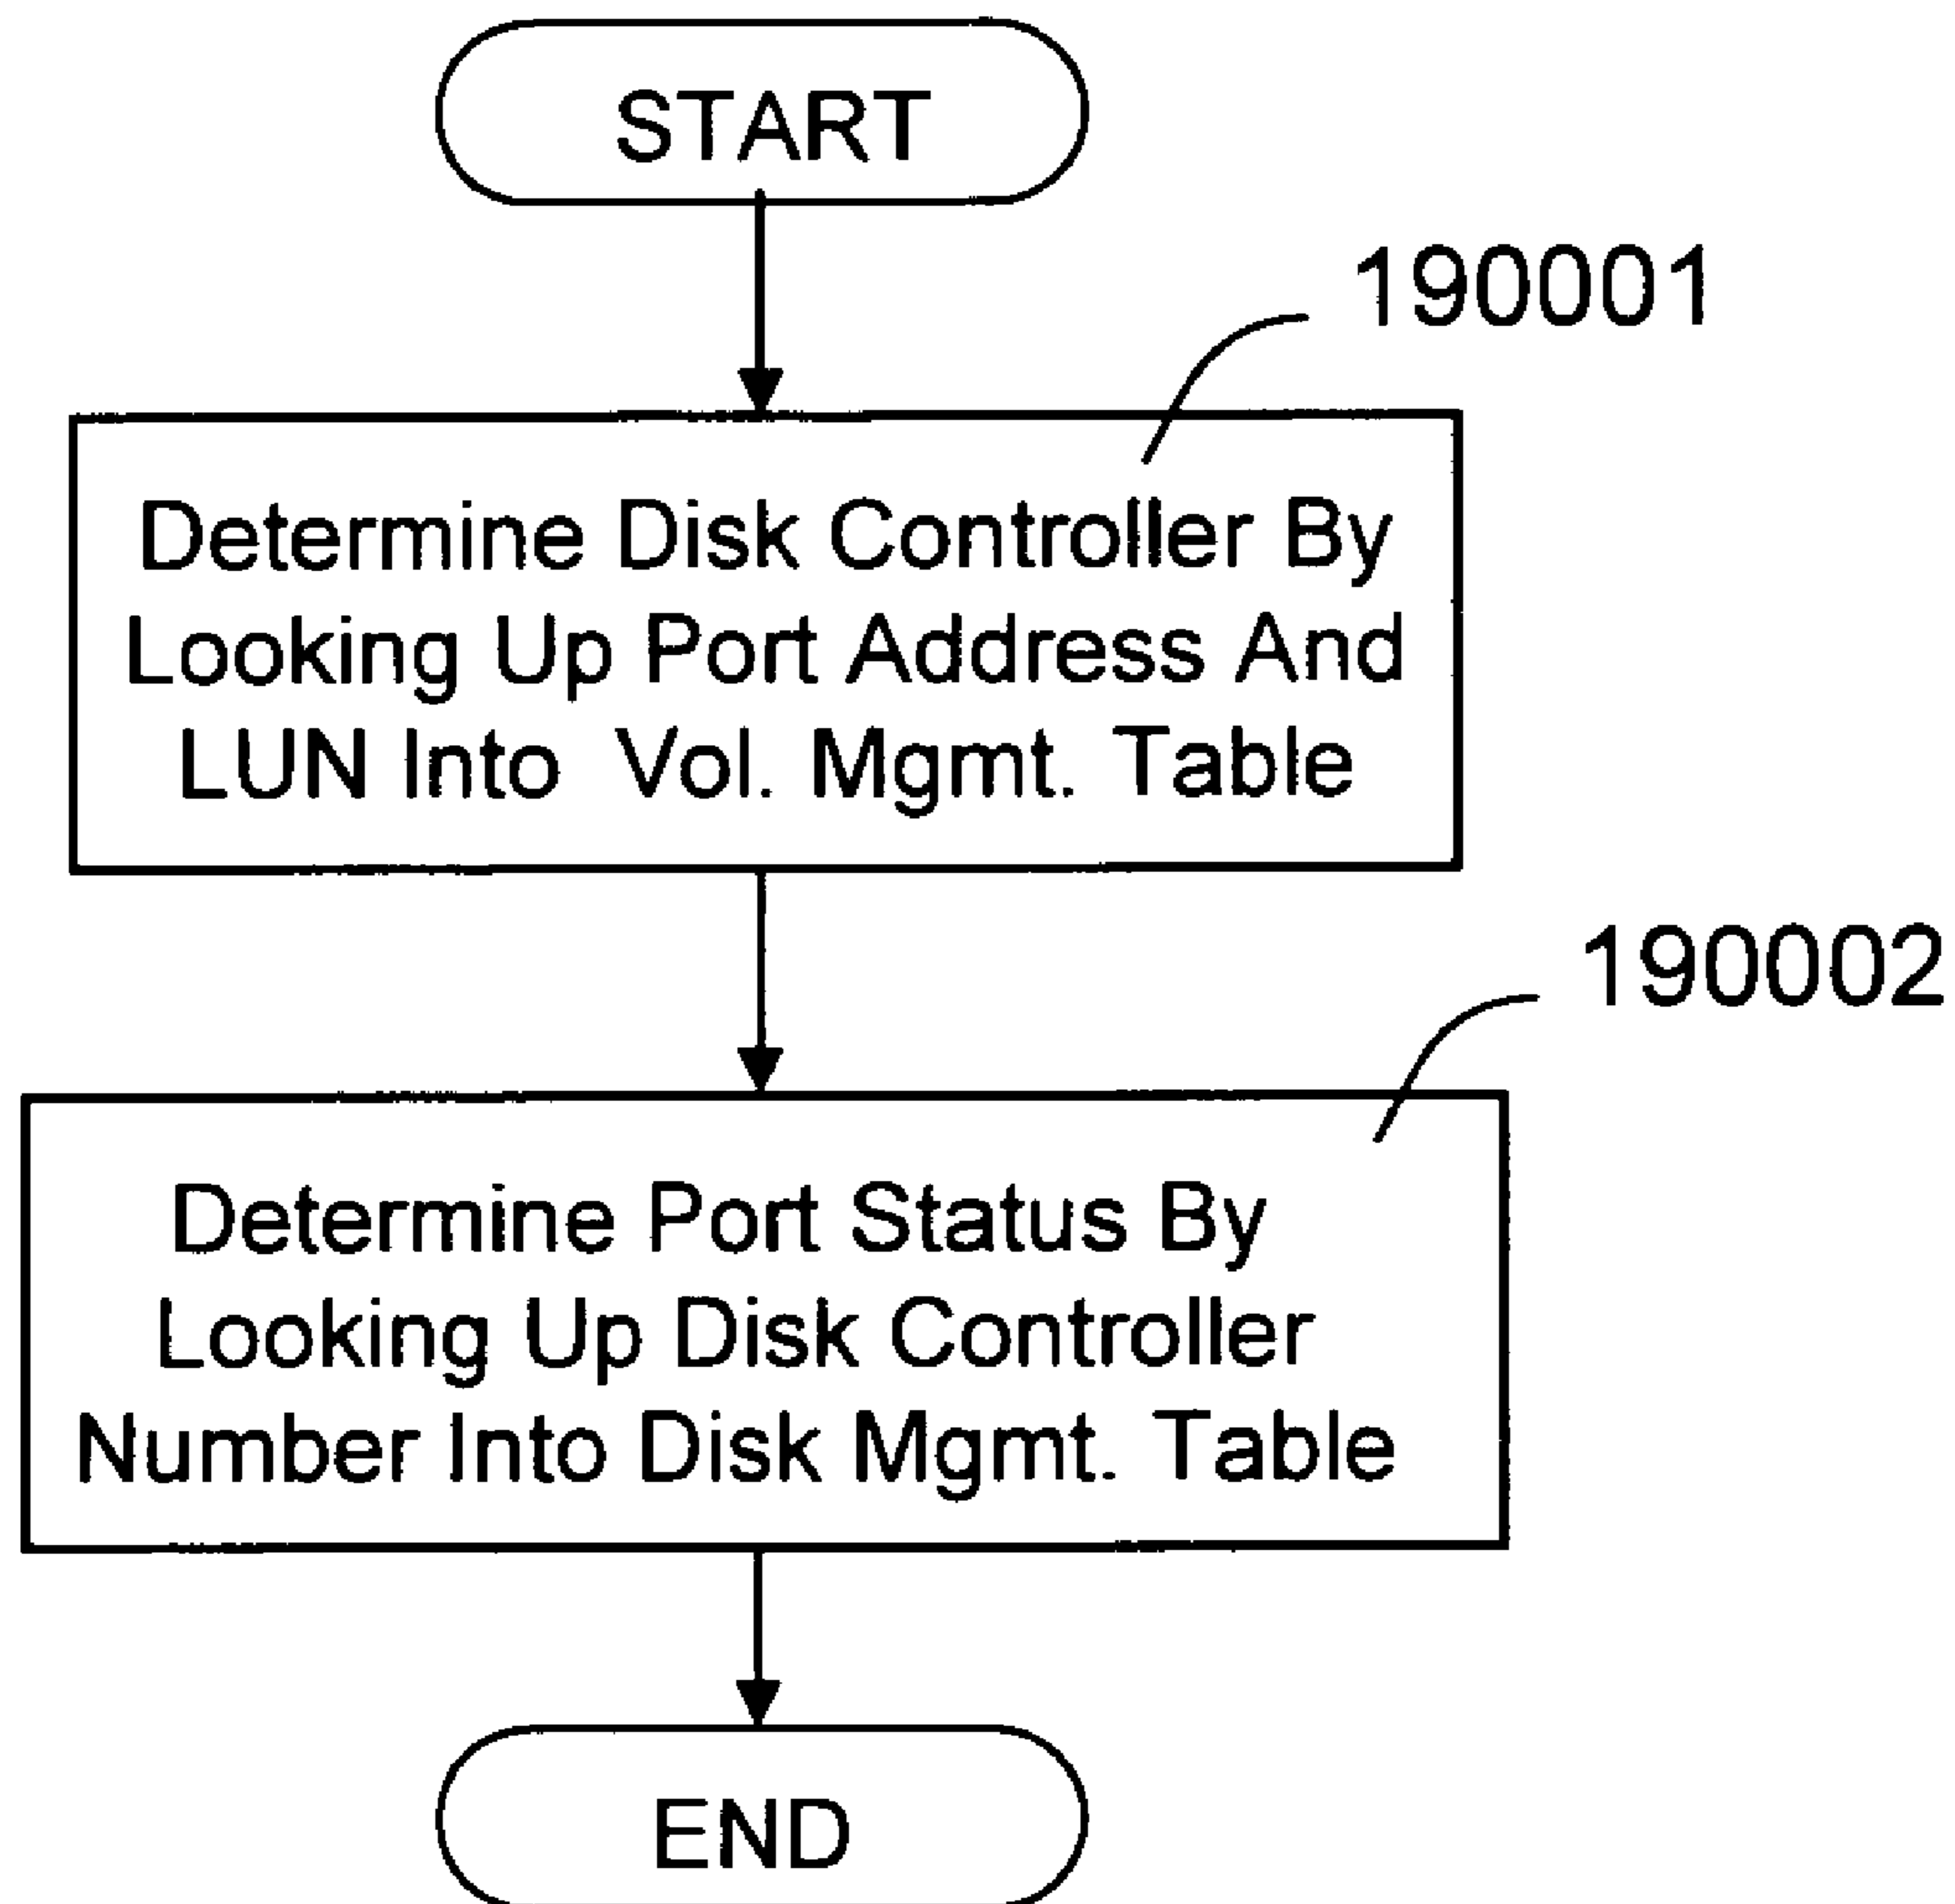 START
190001
Determine Disk Controller By
Looking Up Port Address And
LUN Into Vol. Mgmt. Table
190002
Determine Port Status By
Looking Up Disk Controller
Number Into Disk Mgmt. Table
END